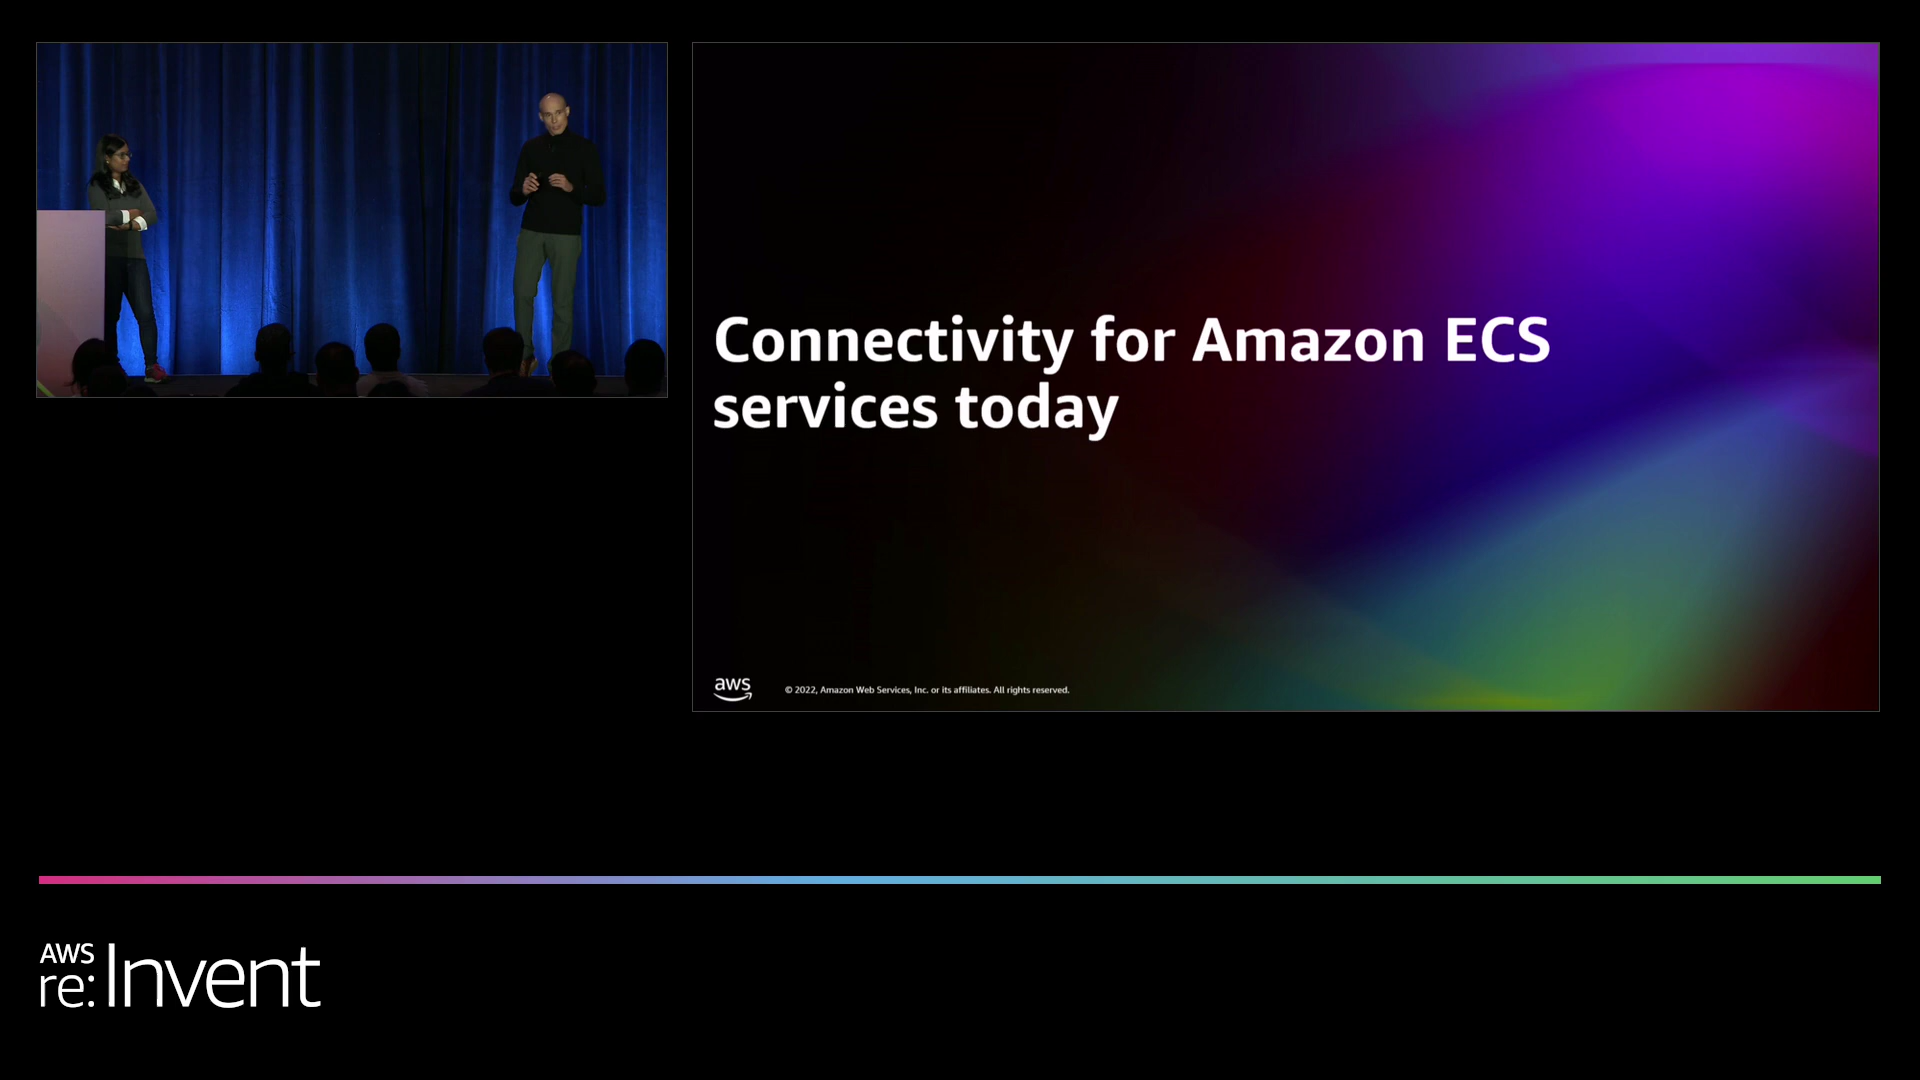 Connectivity for Amazon ECS
services today
aws
© 2022, Amazon Web Services, Inc. or its affiliates. All rights reserved.
AWS
re:Invent